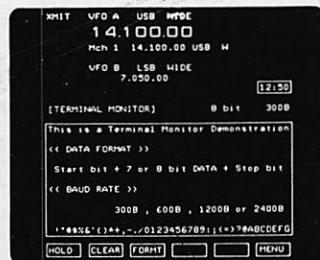 XMIT VFO A USB WIDE
14.100.00
Mch 1 14.100.00 USB W
VFO B LSB WIDE
7.050.00
12:50
[TERMINAL MONITOR] 8 bit 300B
This is a Terminal Monitor Demonstration
<< DATA FORMAT >>
Start bit + 7 or 8 bit DATA + Stop bit
<< BAUD RATE >>
300B , 600B , 1200B or 2400B
!"#$%&'()*+,-./0123456789:;<=>?@ABCDEFG
HOLD CLEAR FORMT MENU